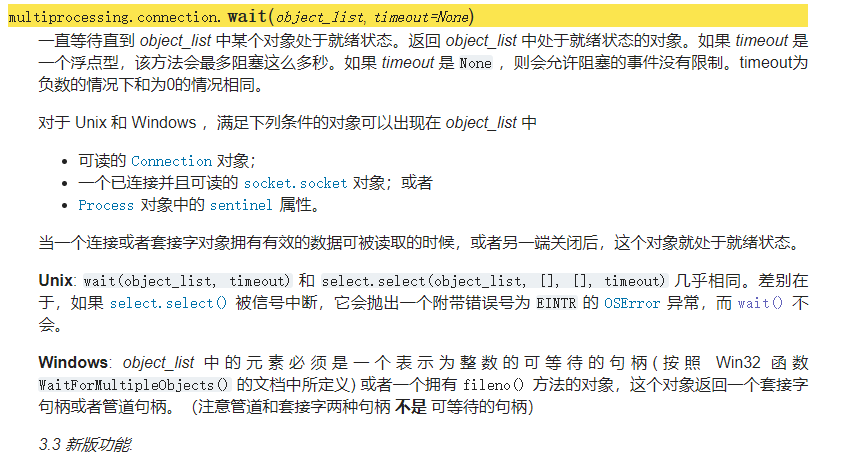 multiprocessing.connection.wait(object_list, timeout=None)
一直等待直到 object_list 中某个对象处于就绪状态。返回 object_list 中处于就绪状态的对象。如果 timeout 是
一个浮点型，该方法会最多阻塞这么多秒。如果 timeout 是 None ，则会允许阻塞的事件没有限制。timeout为
负数的情况下和为0的情况相同。
对于 Unix 和 Windows ，满足下列条件的对象可以出现在 object_list 中
• 可读的 Connection 对象；
• 一个已连接并且可读的 socket.socket 对象；或者
• Process 对象中的 sentinel 属性。
当一个连接或者套接字对象拥有有效的数据可被读取的时候，或者另一端关闭后，这个对象就处于就绪状态。
Unix: wait(object_list, timeout) 和 select.select(object_list, [], [], timeout) 几乎相同。差别在
于，如果 select.select() 被信号中断，它会抛出一个附带错误号为 EINTR 的 OSError 异常，而 wait() 不
会。
Windows: object_list 中的元素必须是一个表示为整数的可等待的句柄(按照 Win32 函数
WaitForMultipleObjects() 的文档中所定义) 或者一个拥有 fileno() 方法的对象，这个对象返回一个套接字
句柄或者管道句柄。（注意管道和套接字两种句柄 不是 可等待的句柄）
3.3 新版功能.